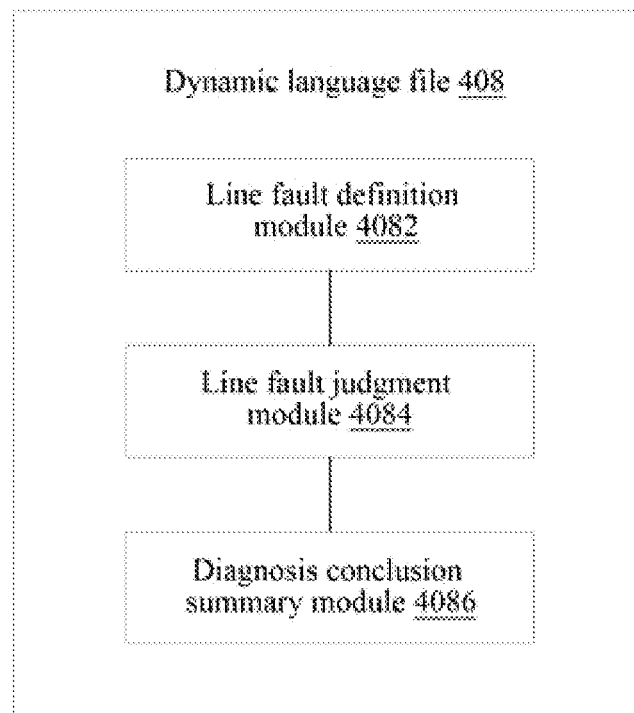 Dynamic language file 408
Line fault definition
module 4082
Line fault judgment
module 4084
Diagnosis conclusion
summary module 4086